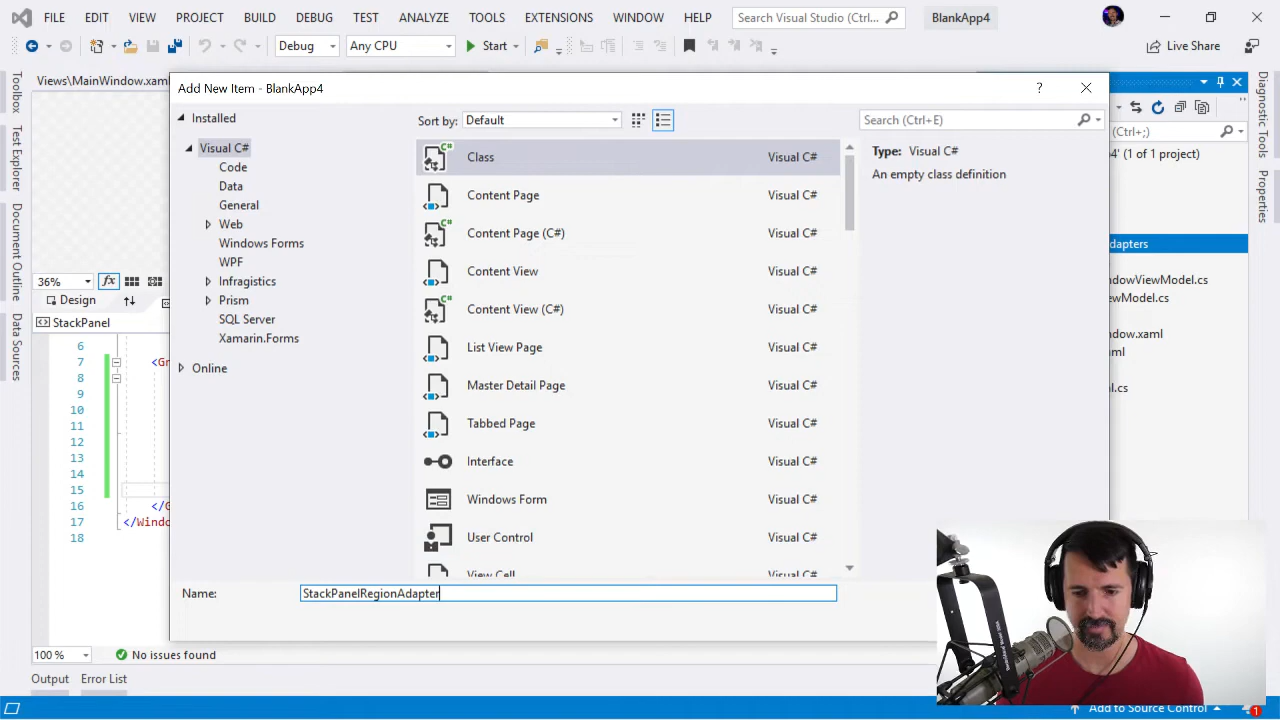 FILE EDIT VIEW PROJECT BUILD DEBUG TEST ANALYZE TOOLS EXTENSIONS WINDOW HELP Search Visual Studio (Ctrl+... BlankApp4
Debug Any CPU Start Live Share
Views\MainWindow.xaml
Add New Item - BlankApp4
Installed
Sort by: Default
Search (Ctrl+E)
Visual C#
Code
Data
General
Web
Windows Forms
WPF
Infragistics
Prism
SQL Server
Xamarin.Forms
Online
Class Visual C#
Content Page Visual C#
Content Page (C#) Visual C#
Content View Visual C#
Content View (C#) Visual C#
List View Page Visual C#
Master Detail Page Visual C#
Tabbed Page Visual C#
Interface Visual C#
Windows Form Visual C#
User Control Visual C#
View Cell Visual C#
Type: Visual C#
An empty class definition
Name: StackPanelRegionAdapter
Toolbox
Test Explorer
Document Outline
Data Sources
Diagnostic Tools
Properties
(Ctrl+;)
4' (1 of 1 project)
dapters
ndowViewModel.cs
ewModel.cs
ndow.xaml
aml
ml.cs
36%
Design
StackPanel
6
7 <Gr
8
9
10
11
12
13
14
15
16 </G
17 </Windo
18
100 % No issues found
Output Error List
Add to Source Control 1